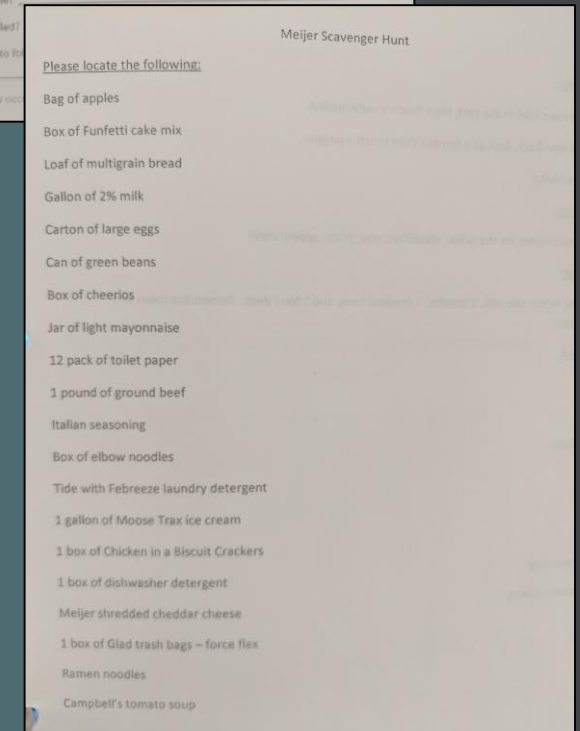 led?
to fo
Meijer Scavenger Hunt
Please locate the following:
Bag of apples
Box of Funfetti cake mix
Loaf of multigrain bread
Gallon of 2% milk
Carton of large eggs
Can of green beans
Box of cheerios
Jar of light mayonnaise
12 pack of toilet paper
1 pound of ground beef
Italian seasoning
Box of elbow noodles
Tide with Febreeze laundry detergent
1 gallon of Moose Trax ice cream
1 box of Chicken in a Biscuit Crackers
1 box of dishwasher detergent
Meijer shredded cheddar cheese
1 box of Glad trash bags – force flex
Ramen noodles
Campbell's tomato soup